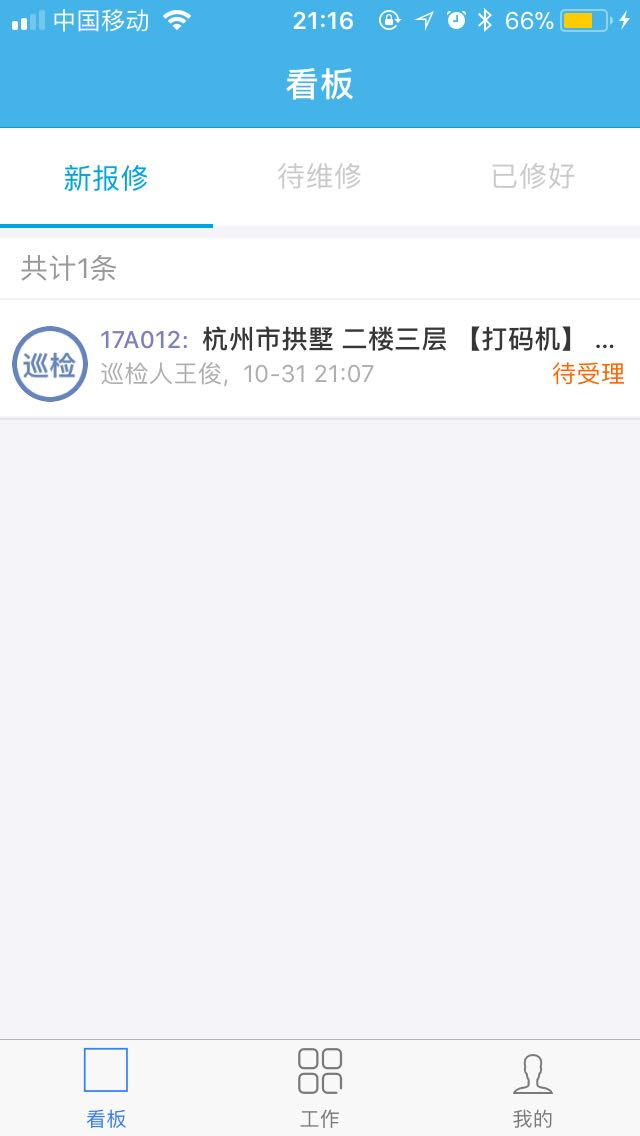 中国移动 21:16 66%
看板
新报修 待维修 已修好
共计1条
巡检 17A012: 杭州市拱墅 二楼三层 【打码机】 ...
巡检人王俊, 10-31 21:07 待受理
看板 工作 我的